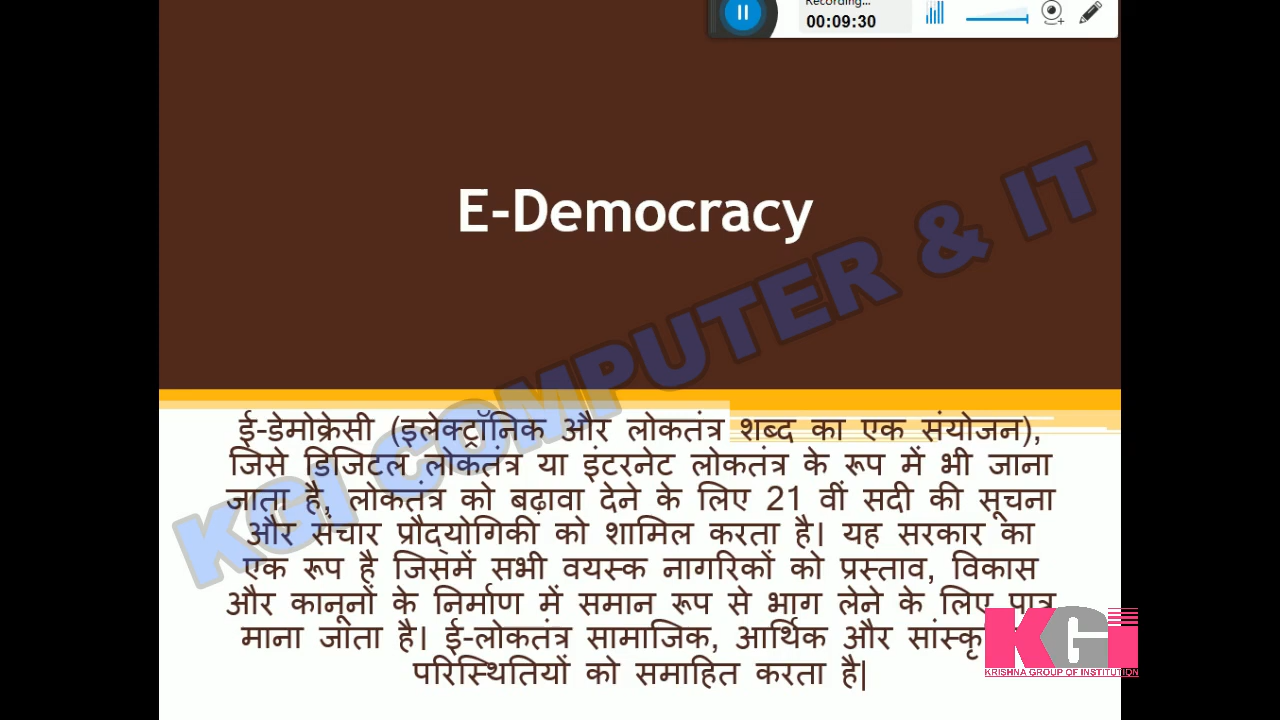 Recording...
00:09:30
E-Democracy
KGI COMPUTER & IT
ई-डेमोक्रेसी (इलेक्ट्रॉनिक और लोकतंत्र शब्द का एक संयोजन),
जिसे डिजिटल लोकतंत्र या इंटरनेट लोकतंत्र के रूप में भी जाना
जाता है, लोकतंत्र को बढ़ावा देने के लिए 21 वीं सदी की सूचना
और संचार प्रौद्योगिकी को शामिल करता है। यह सरकार का
एक रूप है जिसमें सभी वयस्क नागरिकों को प्रस्ताव, विकास
और कानूनों के निर्माण में समान रूप से भाग लेने के लिए पात्र
माना जाता है। ई-लोकतंत्र सामाजिक, आर्थिक और
परिस्थितियों को समाहित करता है|
KGI
KRISHNA GROUP OF INSTITUTION